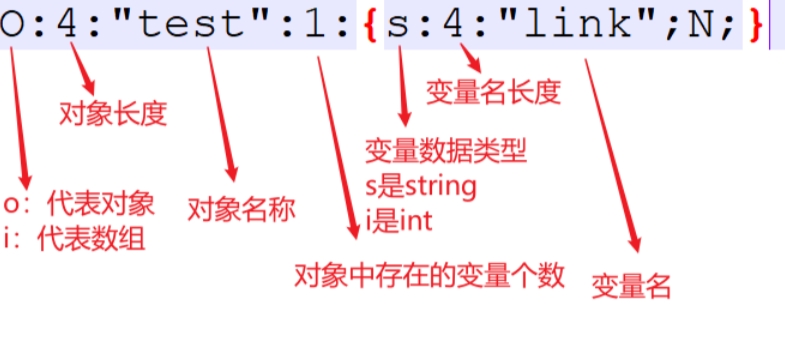 O:4:"test":1:{s:4:"link";N;}
对象长度
变量名长度
变量数据类型
s是string
i是int
o：代表对象
i：代表数组
对象名称
对象中存在的变量个数
变量名